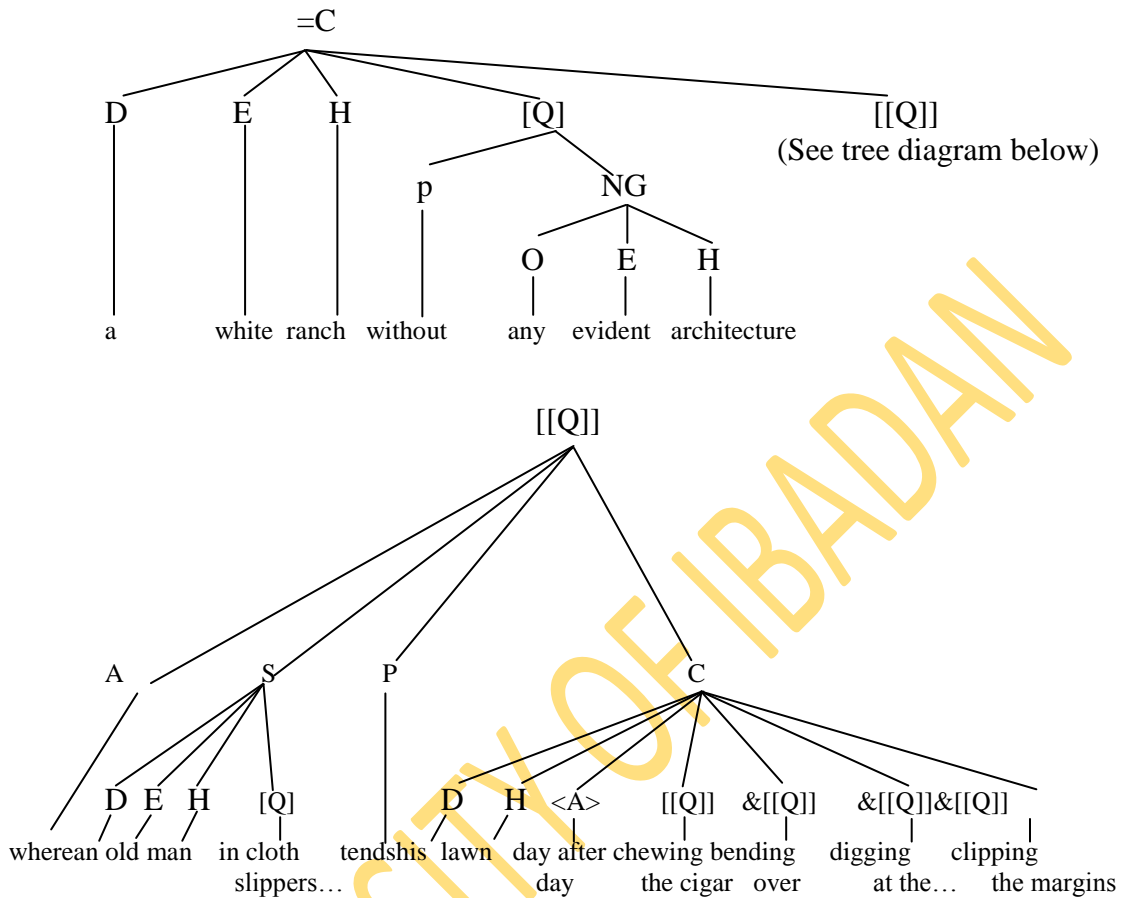 =C
D E H [Q] [[Q]]
(See tree diagram below)
p NG
O E H
a white ranch without any evident architecture
[[Q]]
A S P C
D E H [Q] D H <A> [[Q]] &[[Q]] &[[Q]]&[[Q]]
wherean old man in cloth tendshis lawn day after chewing bending digging clipping
slippers… day the cigar over at the… the margins
SITY OF IBADAN